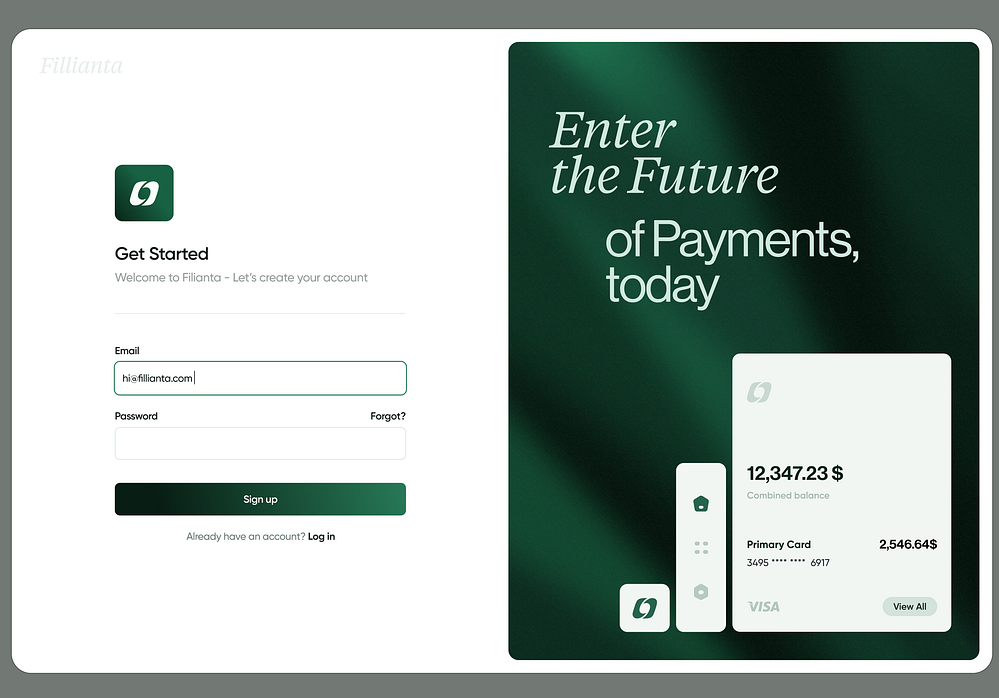 Fillianta
Get Started
Welcome to Filianta - Let's create your account
Email
hi@fillianta.com
Password
Forgot?
Sign up
Already have an account? Log in
Enter
the Future
of Payments,
today
12,347.23 $
Combined balance
Primary Card
2,546.64$
3495 **** **** 6917
VISA
View All